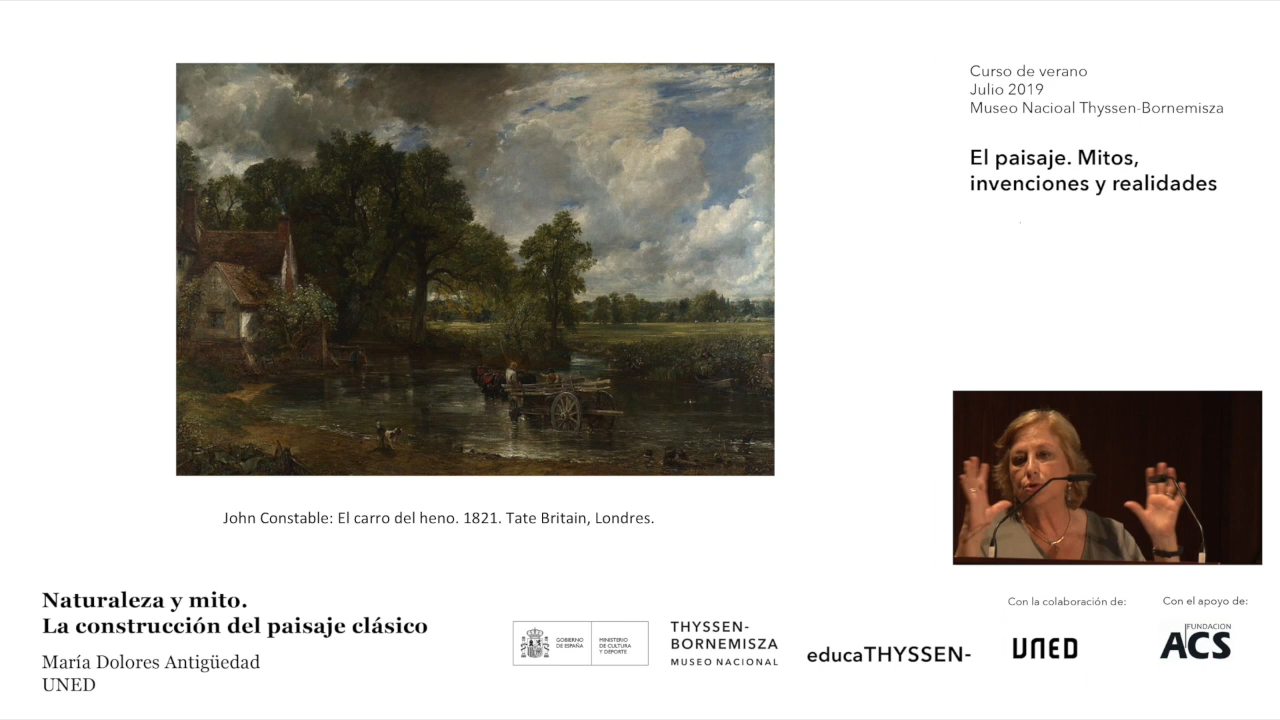 Curso de verano
Julio 2019
Museo Nacioal Thyssen-Bornemisza
El paisaje. Mitos,
invenciones y realidades
John Constable: El carro del heno. 1821. Tate Britain, Londres.
Naturaleza y mito.
La construcción del paisaje clásico
María Dolores Antigüedad
UNED
GOBIERNO
DE ESPAÑA
MINISTERIO
DE CULTURA
Y DEPORTE
THYSSEN-
BORNEMISZA
MUSEO NACIONAL
educaTHYSSEN-
Con la colaboración de:
UNED
Con el apoyo de:
FUNDACIÓN
ACS